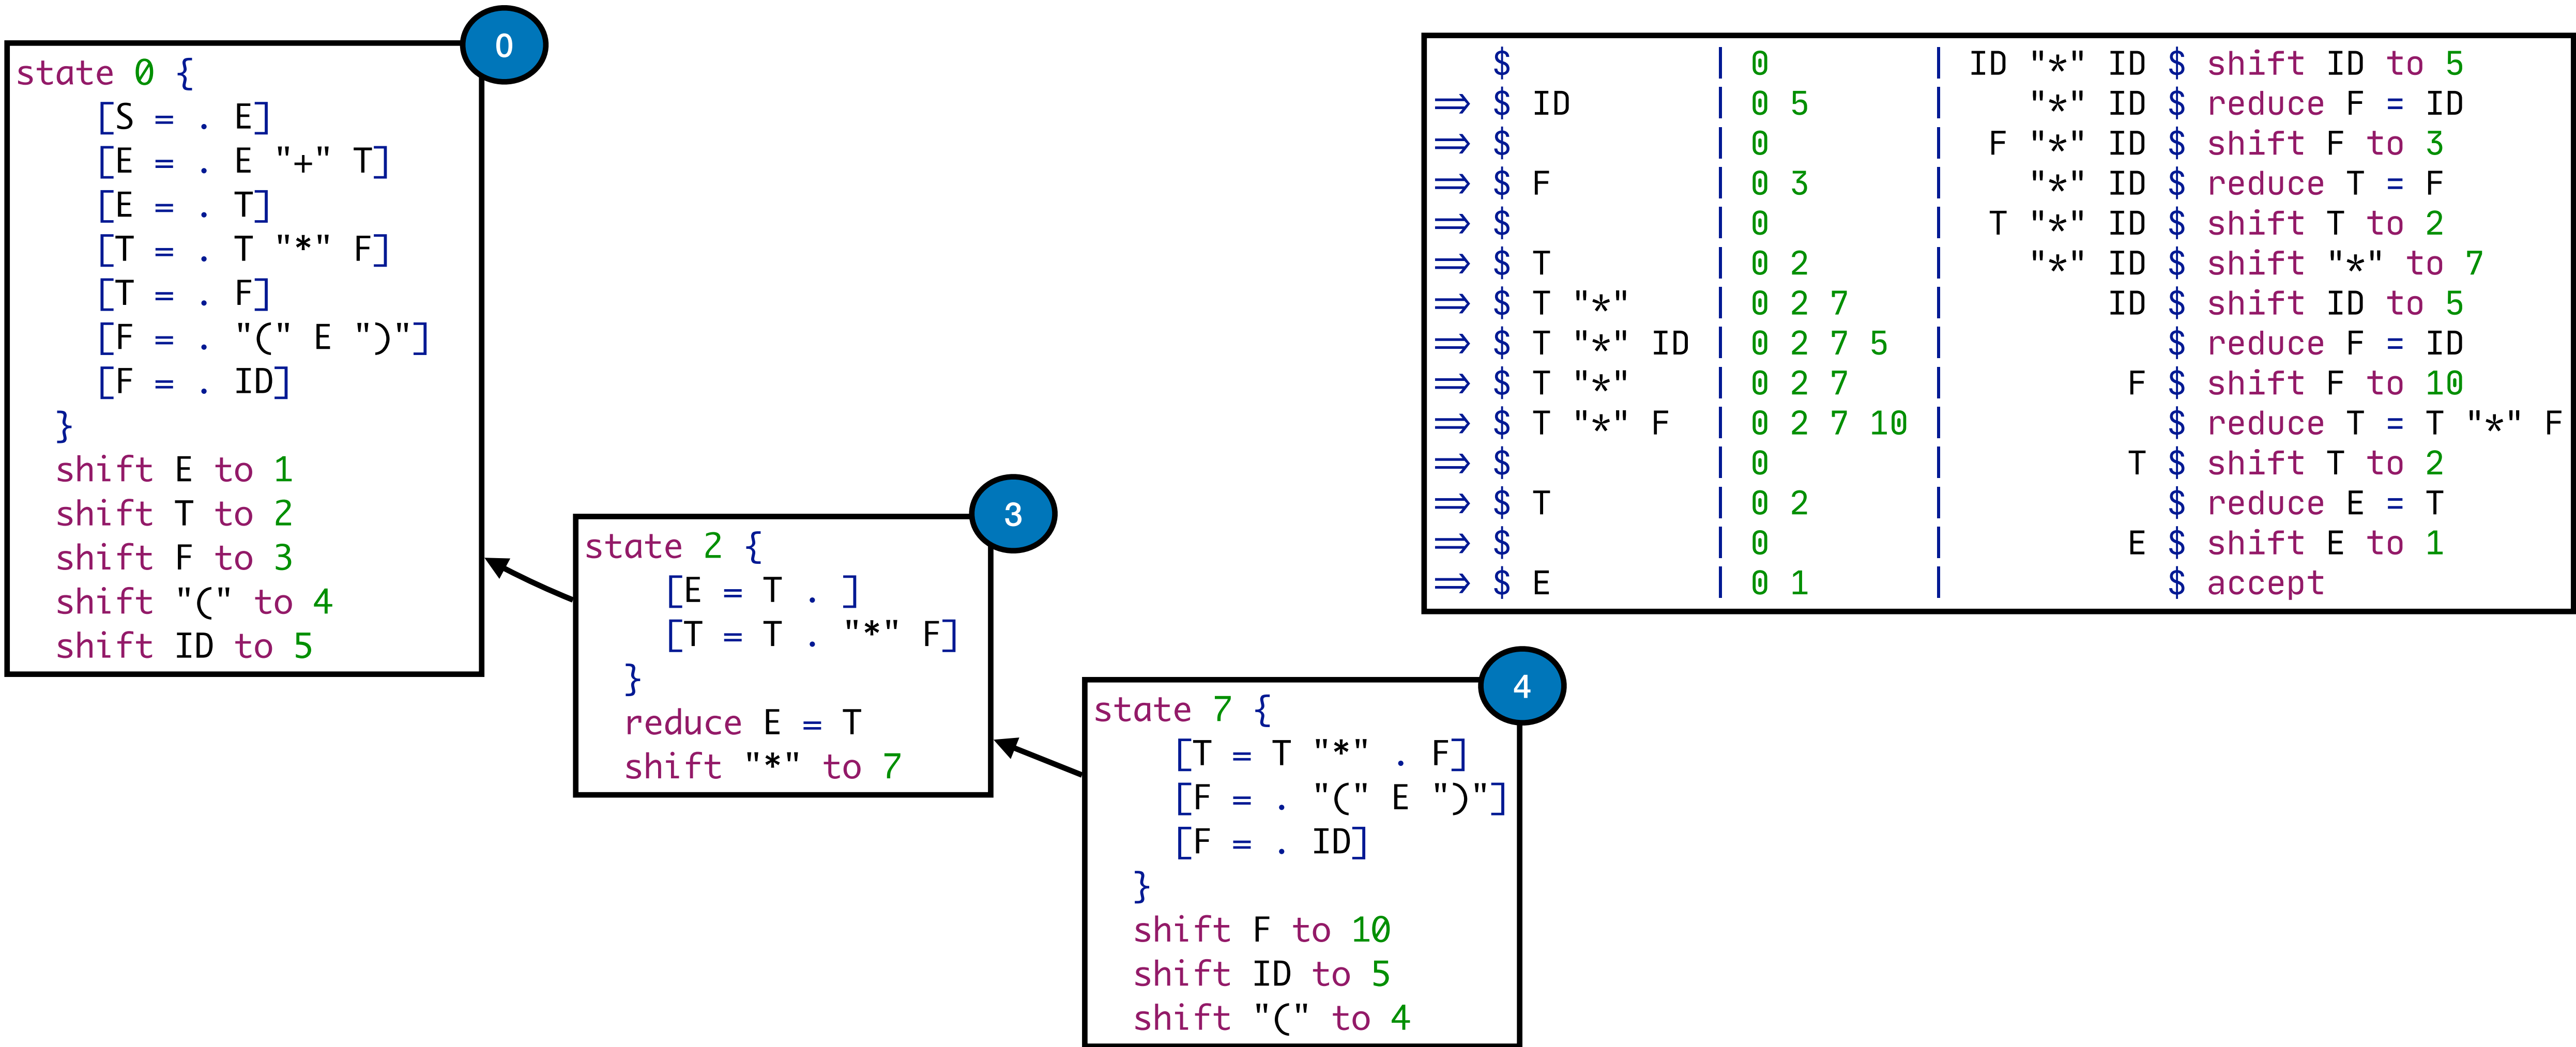 0
state 0 {
[S = . E]
[E = . E "+" T]
[E = . T]
[T = . T "*" F]
[T = . F]
[F = . "(" E ")"]
[F = . ID]
}
shift E to 1
shift T to 2
shift F to 3
shift "(" to 4
shift ID to 5
3
state 2 {
[E = T . ]
[T = T . "*" F]
}
reduce E = T
shift "*" to 7
4
state 7 {
[T = T "*" . F]
[F = . "(" E ")"]
[F = . ID]
}
shift F to 10
shift ID to 5
shift "(" to 4
$ | 0 | ID "*" ID $ shift ID to 5
⇒ $ ID | 0 5 | "*" ID $ reduce F = ID
⇒ $ | 0 | F "*" ID $ shift F to 3
⇒ $ F | 0 3 | "*" ID $ reduce T = F
⇒ $ | 0 | T "*" ID $ shift T to 2
⇒ $ T | 0 2 | "*" ID $ shift "*" to 7
⇒ $ T "*" | 0 2 7 | ID $ shift ID to 5
⇒ $ T "*" ID | 0 2 7 5 | $ reduce F = ID
⇒ $ T "*" | 0 2 7 | F $ shift F to 10
⇒ $ T "*" F | 0 2 7 10 | $ reduce T = T "*" F
⇒ $ | 0 | T $ shift T to 2
⇒ $ T | 0 2 | $ reduce E = T
⇒ $ | 0 | E $ shift E to 1
⇒ $ E | 0 1 | $ accept